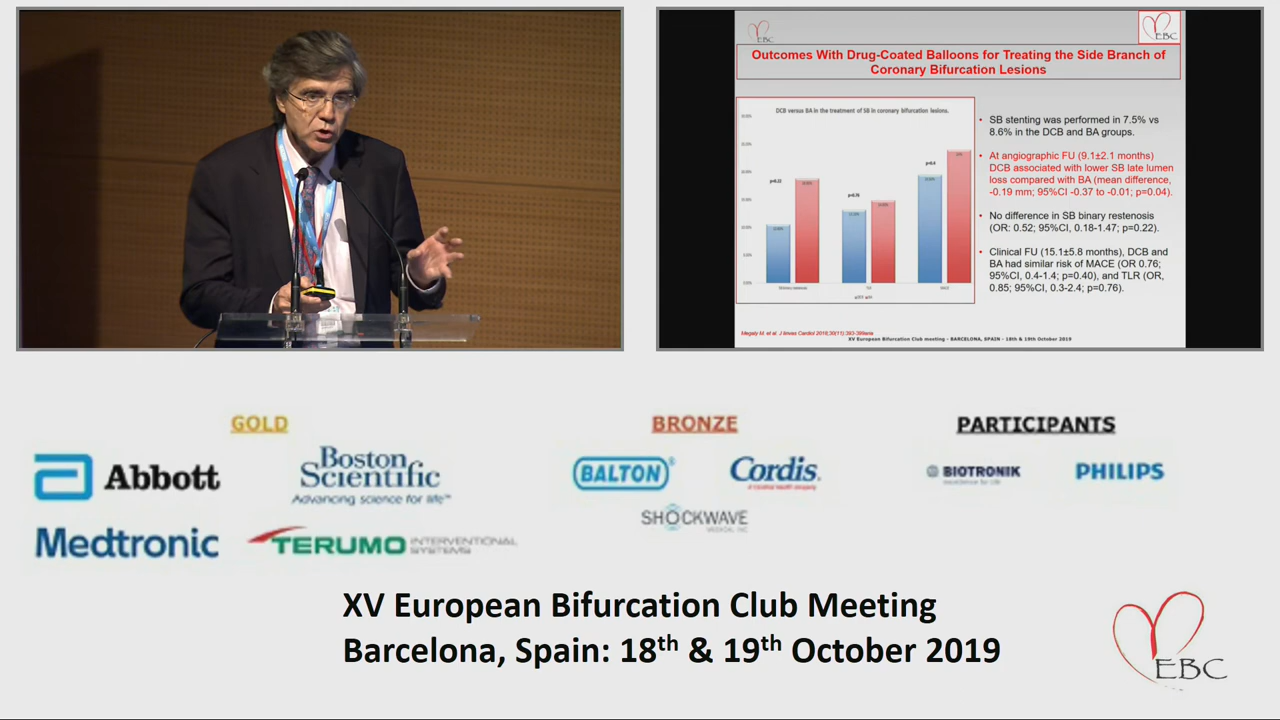 EBC
EBC
Outcomes With Drug-Coated Balloons for Treating the Side Branch of
Coronary Bifurcation Lesions
DCB versus BA in the treatment of SB in coronary bifurcation lesions.
• SB stenting was performed in 7.5% vs
8.6% in the DCB and BA groups.
• At angiographic FU (9.1±2.1 months)
DCB associated with lower SB late lumen
loss compared with BA (mean difference,
-0.19 mm; 95%CI -0.37 to -0.01; p=0.04).
• No difference in SB binary restenosis
(OR: 0.52; 95%CI, 0.18-1.47; p=0.22).
• Clinical FU (15.1±5.8 months), DCB and
BA had similar risk of MACE (OR 0.76;
95%CI, 0.4-1.4; p=0.40), and TLR (OR,
0.85; 95%CI, 0.3-2.4; p=0.76).
XV European Bifurcation Club meeting - BARCELONA, SPAIN - 18th & 19th October 2019
GOLD
BRONZE
PARTICIPANTS
Abbott
Boston
Scientific
Advancing science for life™
BALTON®
Cordis
BIOTRONIK
PHILIPS
SHOCKWAVE
Medtronic
TERUMO INTERVENTIONAL
SYSTEMS
XV European Bifurcation Club Meeting
Barcelona, Spain: 18th & 19th October 2019
EBC